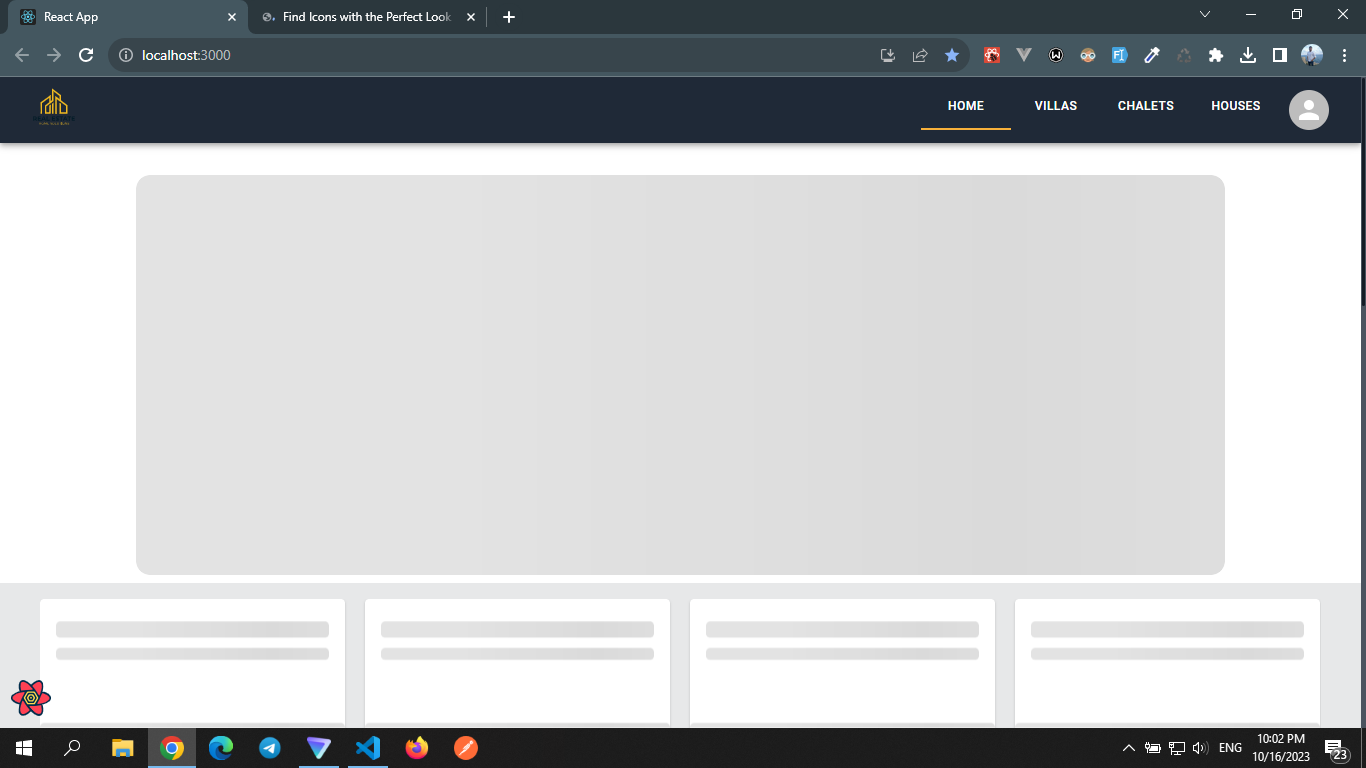 React App
Find Icons with the Perfect Look
localhost:3000
HOME
VILLAS
CHALETS
HOUSES
ENG
10:02 PM
10/16/2023
23